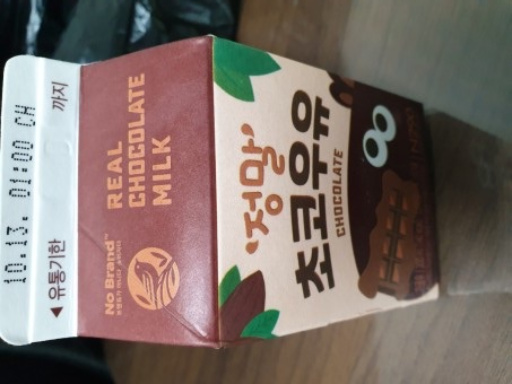 10.13. 01:00 CH
◀유통기한 까지
REAL
CHOCOLATE
MILK
No Brand
'정말'
초코우유
CHOCOLATE